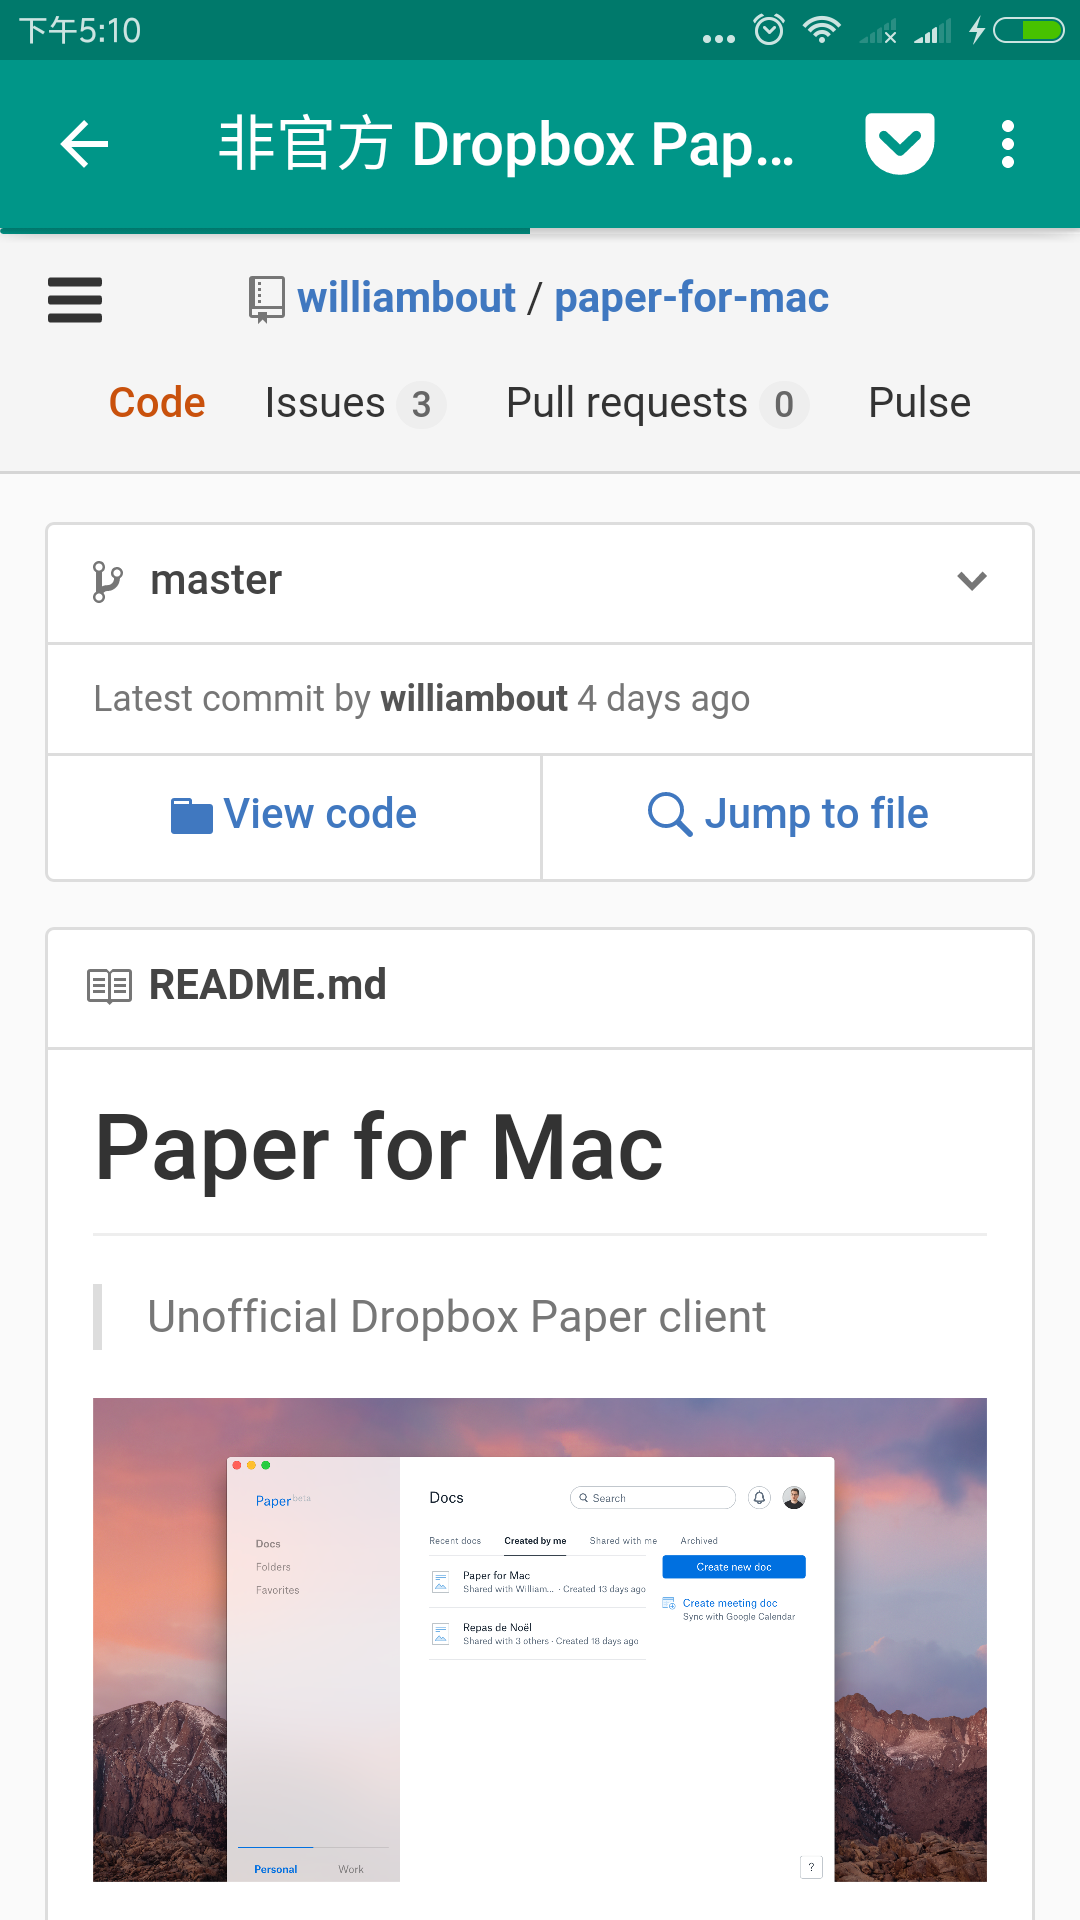 下午5:10
非官方 Dropbox Pap...
williambout / paper-for-mac
Code Issues 3 Pull requests 0 Pulse
master
Latest commit by williambout 4 days ago
View code Jump to file
README.md
Paper for Mac
Unofficial Dropbox Paper client
Paper beta
Docs
Folders
Favorites
Personal Work
Docs Search
Recent docs Created by me Shared with me Archived
Paper for Mac
Shared with William... · Created 13 days ago
Repas de Noël
Shared with 3 others · Created 18 days ago
Create new doc
Create meeting doc
Sync with Google Calendar
?